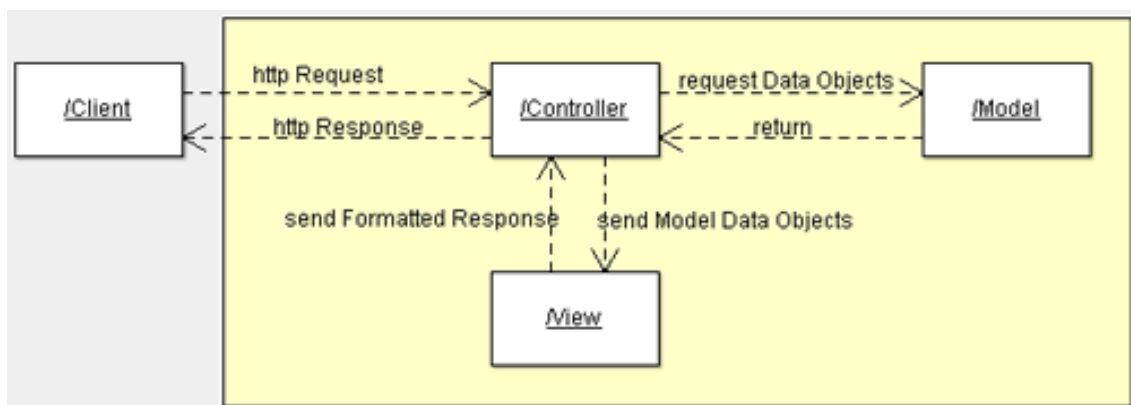 http Request
request Data Objects
/Client
/Controller
/Model
http Response
return
send Formatted Response
send Model Data Objects
/View